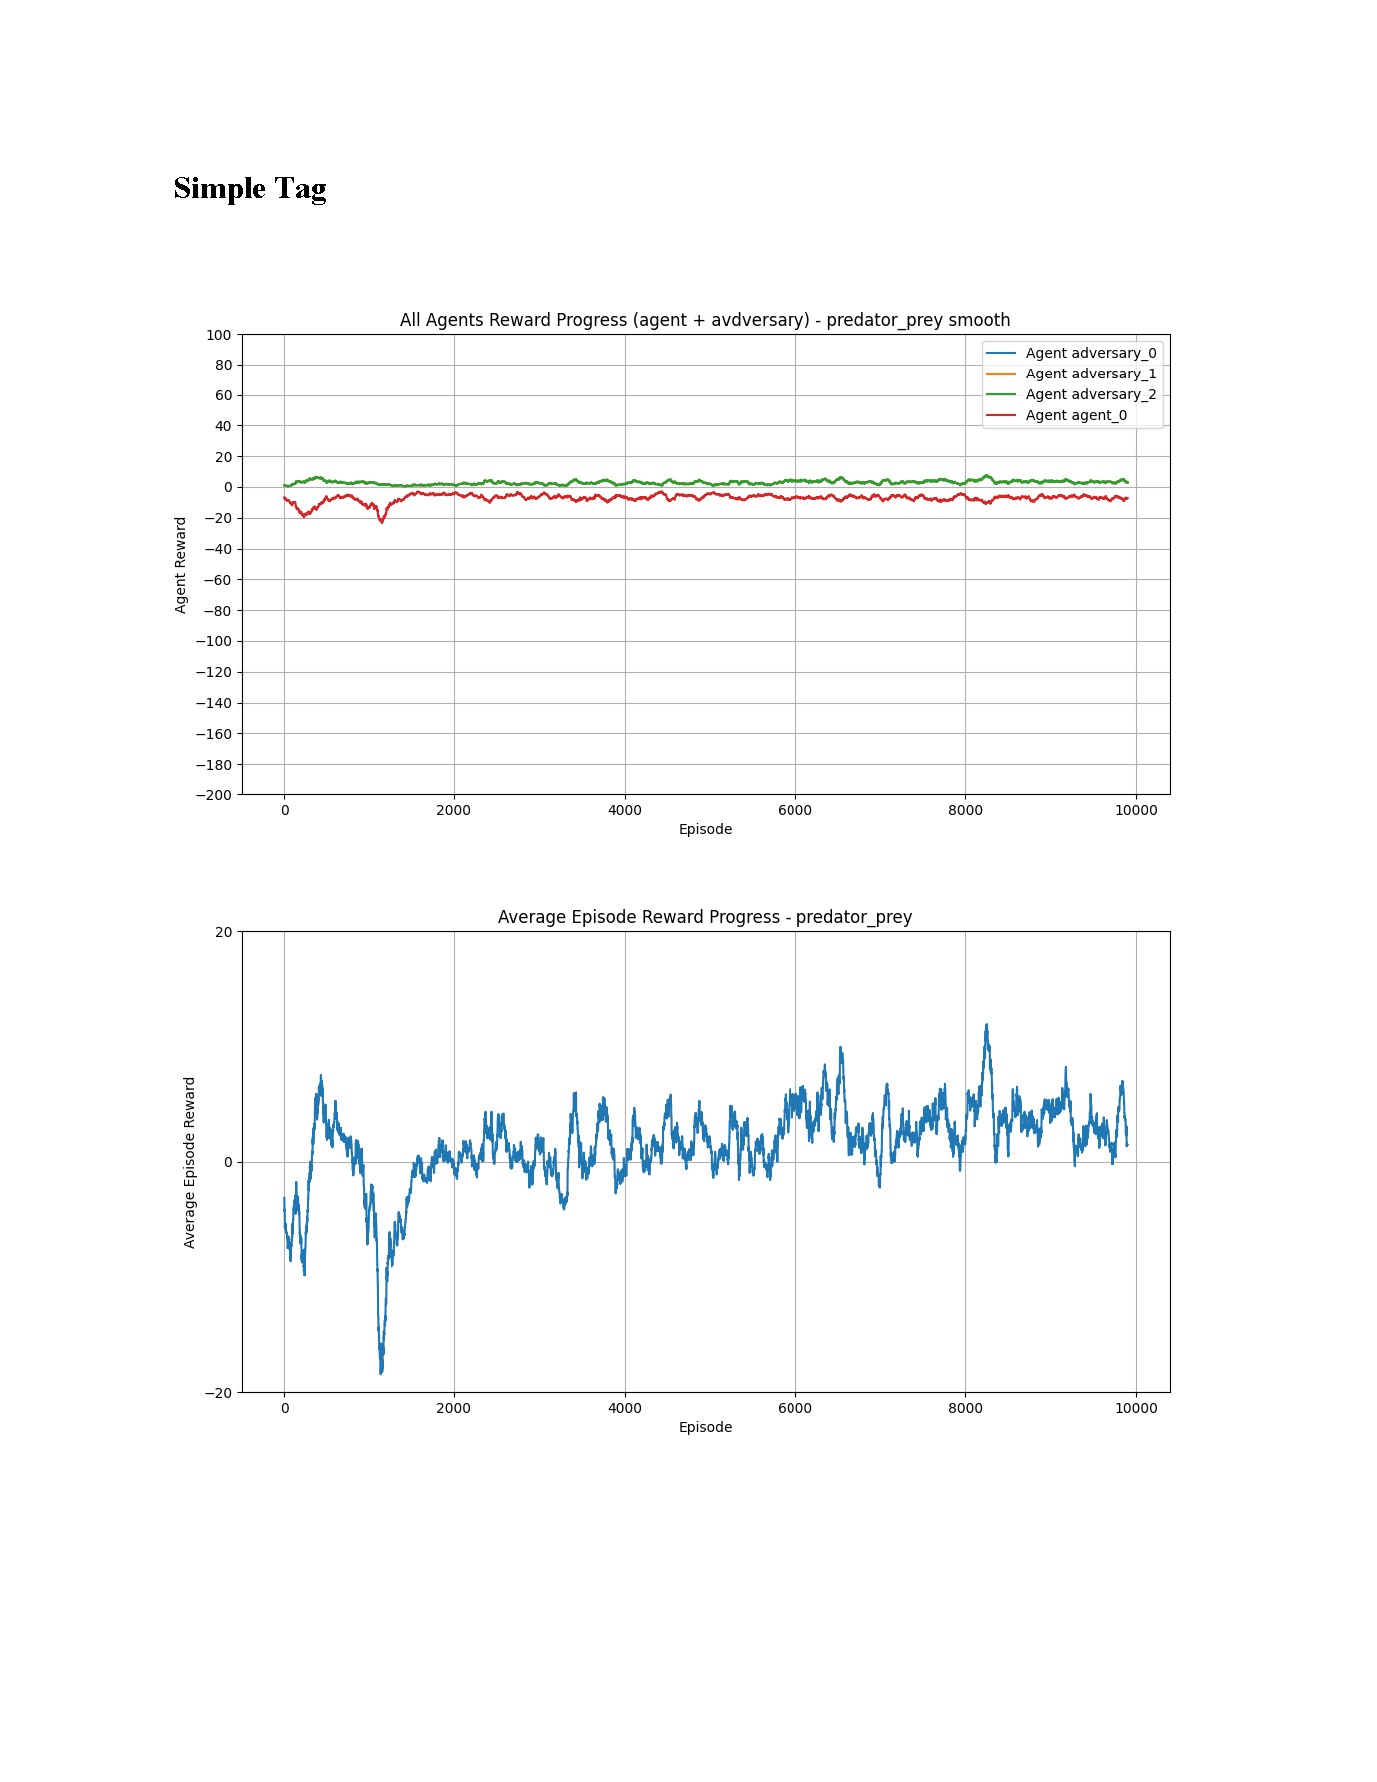 Simple Tag
All Agents Reward Progress (agent + avdversary) - predator_prey smooth
100
80
60
40
20
0
−20
−40
−60
−80
−100
−120
−140
−160
−180
−200
Agent Reward
Agent adversary_0
Agent adversary_1
Agent adversary_2
Agent agent_0
0 2000 4000 6000 8000 10000
Episode
Average Episode Reward Progress - predator_prey
20
0
−20
Average Episode Reward
0 2000 4000 6000 8000 10000
Episode